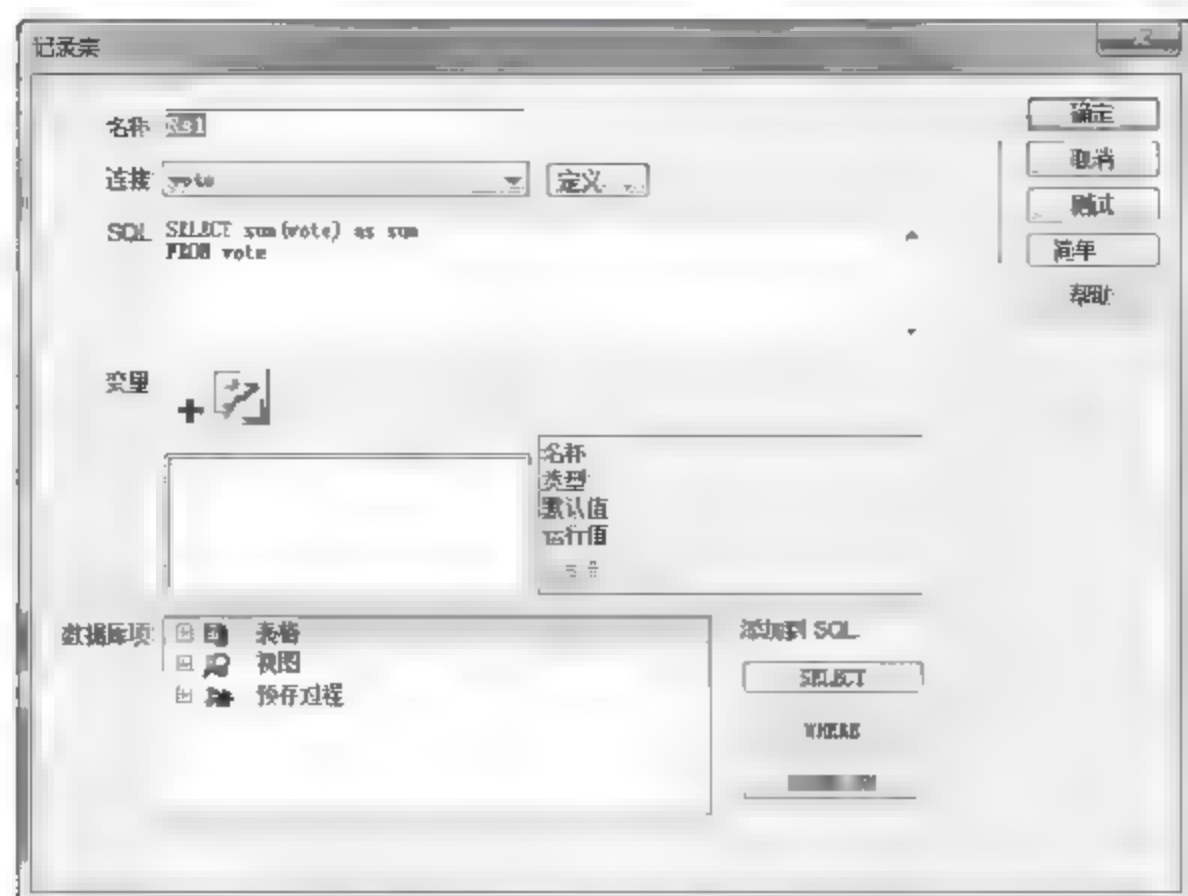 记录集
名称 Rs1
确定
取消
连接 vote 定义...
测试
SQL SELECT sum(vote) as sum
FROM vote
简单
帮助
变量
名称
类型
默认值
运行值
数据库项: 表格
视图
预存过程
添加到 SQL
SELECT
WHERE